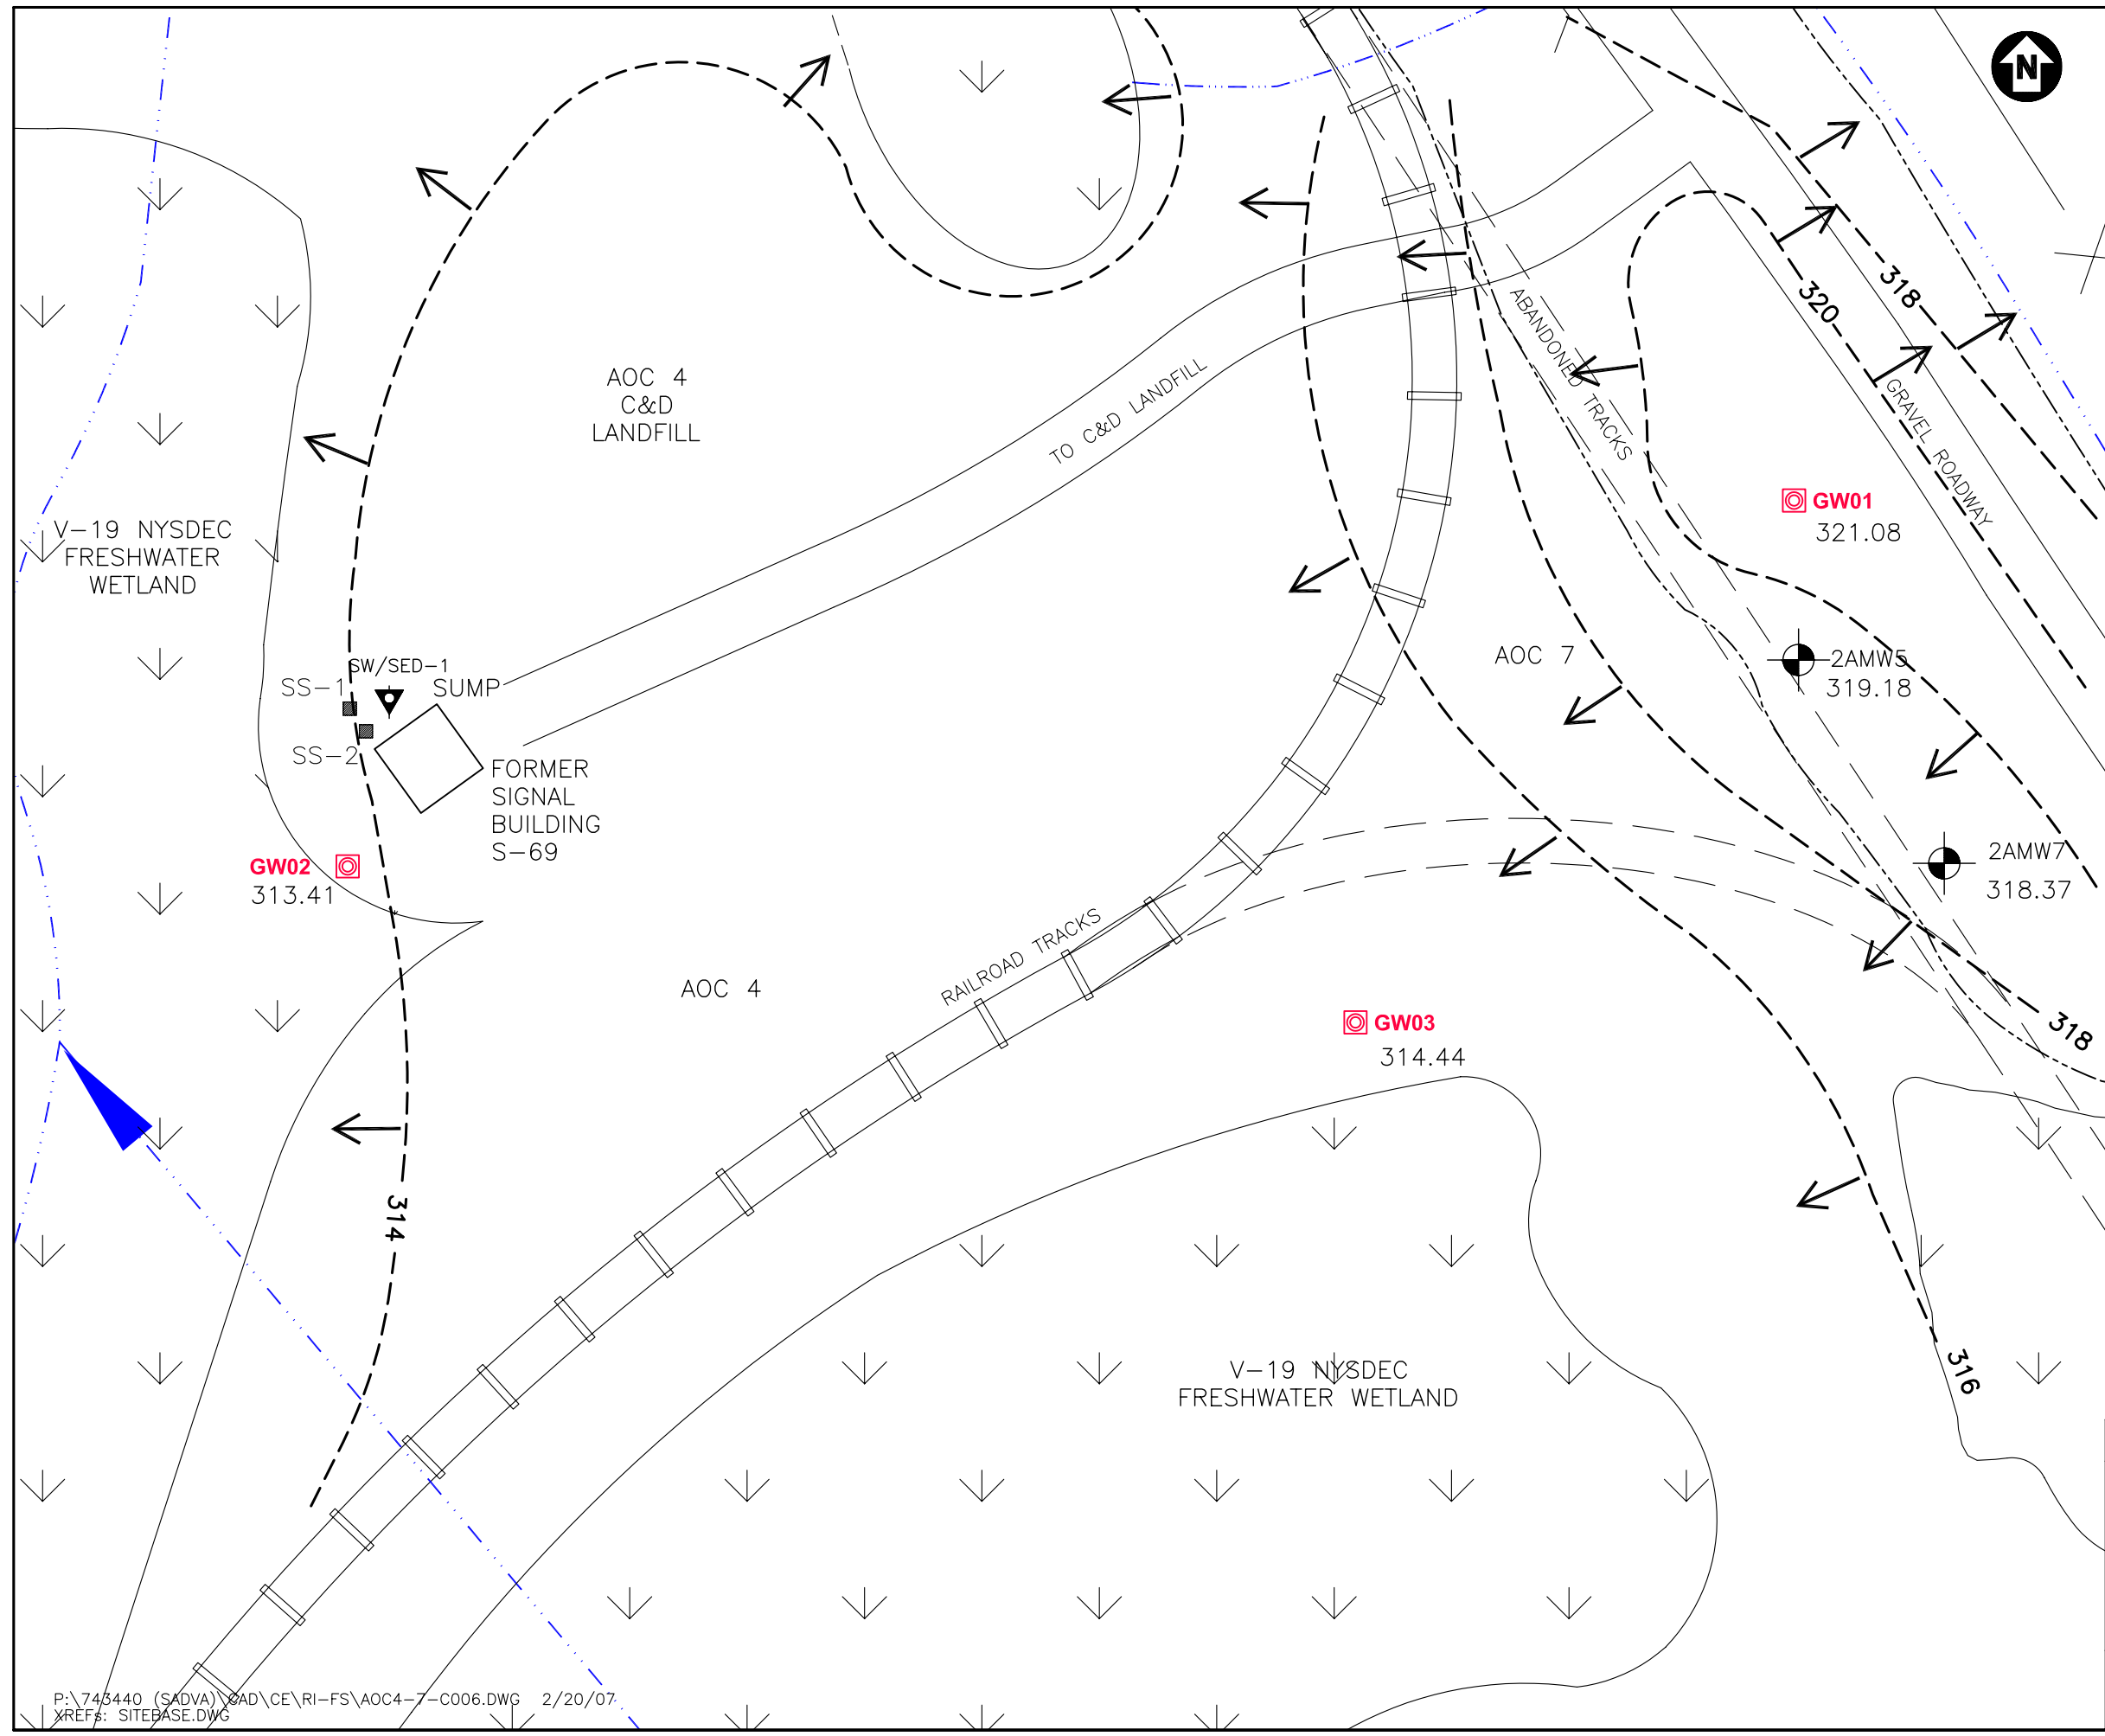 N
318
320
ABANDONED TRACKS
GRAVEL ROADWAY
AOC 4
C&D
LANDFILL
TO C&D LANDFILL
GW01
321.08
V-19 NYSDEC
FRESHWATER
WETLAND
SW/SED-1
SS-1
SUMP
SS-2
AOC 7
2AMW5
319.18
FORMER
SIGNAL
BUILDING
S-69
GW02
313.41
2AMW7
318.37
RAILROAD TRACKS
AOC 4
GW03
314.44
318
314
316
V-19 NYSDEC
FRESHWATER WETLAND
P:\743440 (SADVA)\CAD\CE\RI-FS\AOC4-7-C006.DWG 2/20/07
XREFs: SITEBASE.DWG